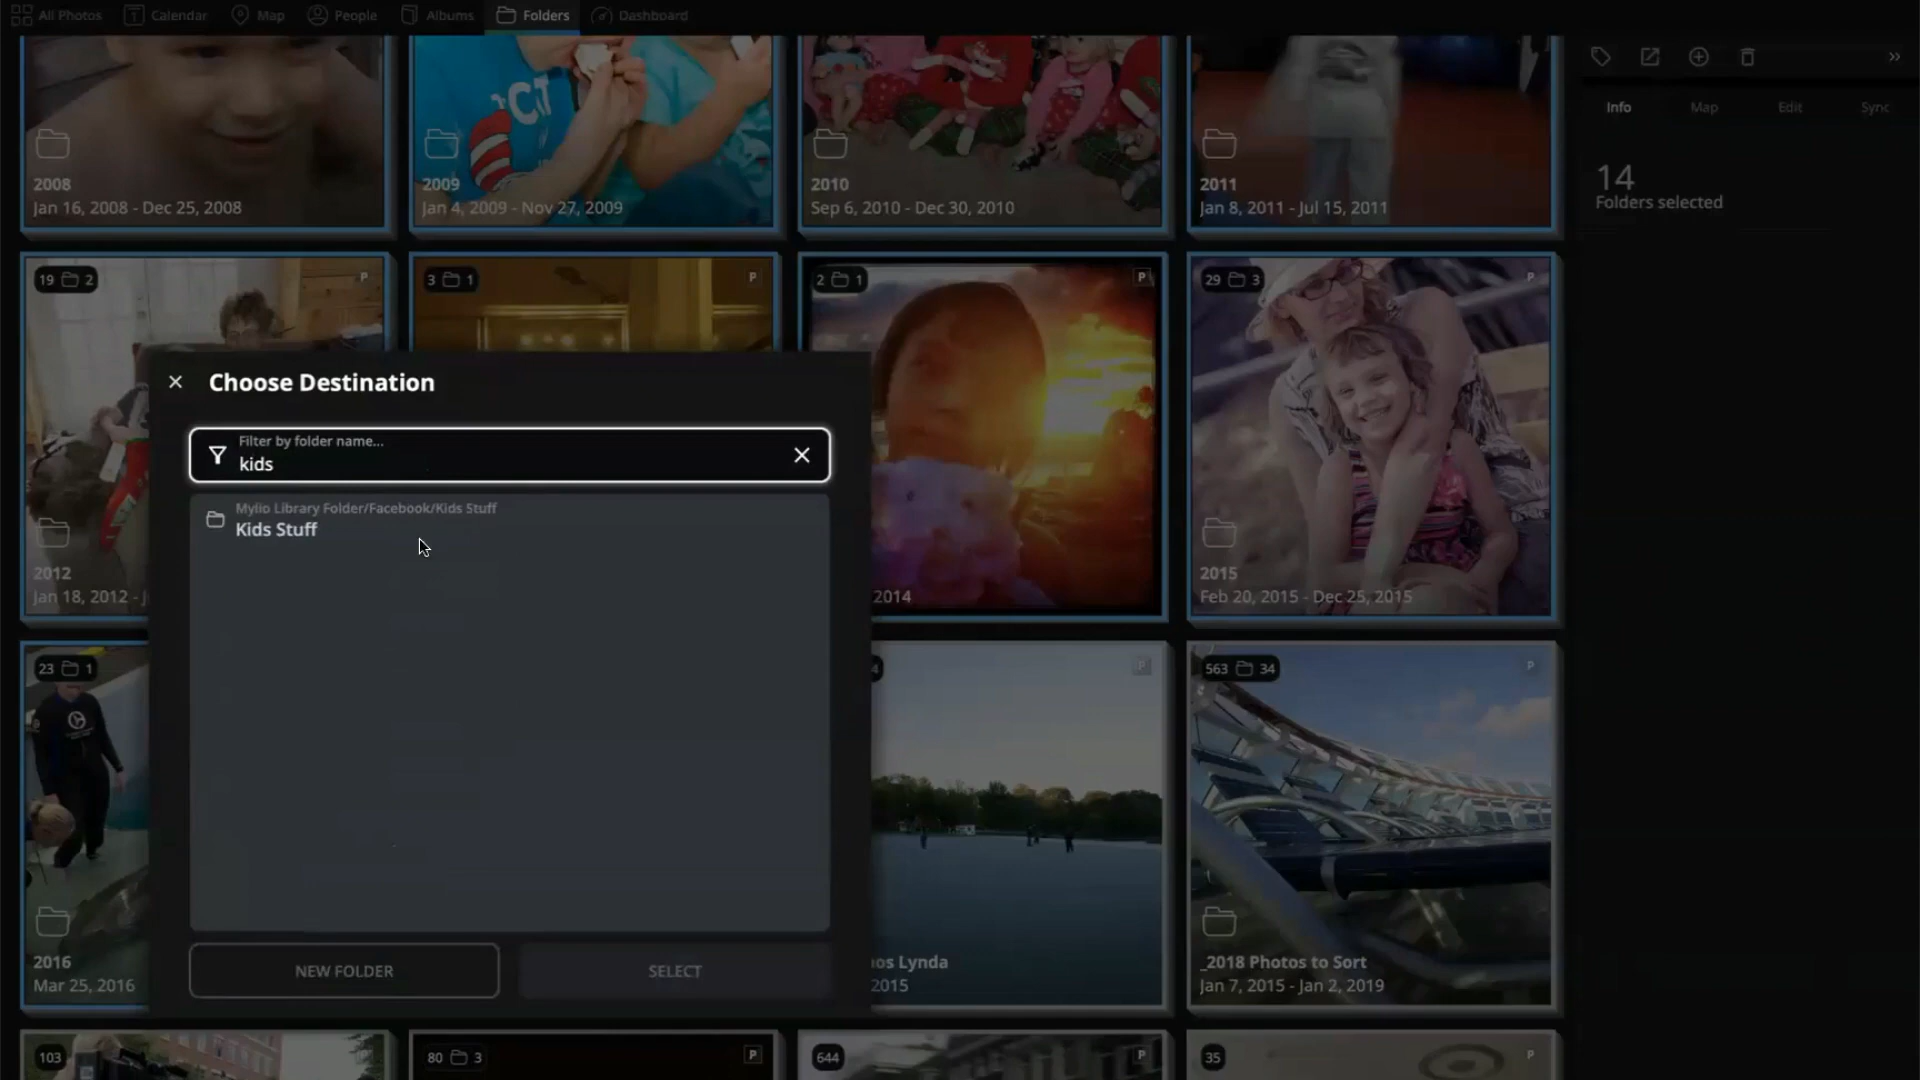 All Photos
Calendar
Map
People
Albums
Folders
Dashboard
Info
Map
Edit
Sync
14
Folders selected
2008
Jan 16, 2008 - Dec 25, 2008
2009
Jan 4, 2009 - Nov 27, 2009
2010
Sep 6, 2010 - Dec 30, 2010
2011
Jan 8, 2011 - Jul 15, 2011
19 2
P
3 1
P
2 1
P
29 3
P
Choose Destination
Filter by folder name...
kids
Mylio Library Folder/Facebook/Kids Stuff
Kids Stuff
NEW FOLDER
SELECT
2012
Jan 18, 2012 - J
2014
2015
Feb 20, 2015 - Dec 25, 2015
23 1
4
P
563 34
P
2016
Mar 25, 2016
os Lynda
2015
_2018 Photos to Sort
Jan 7, 2015 - Jan 2, 2019
103
80 3
P
644
P
35
P